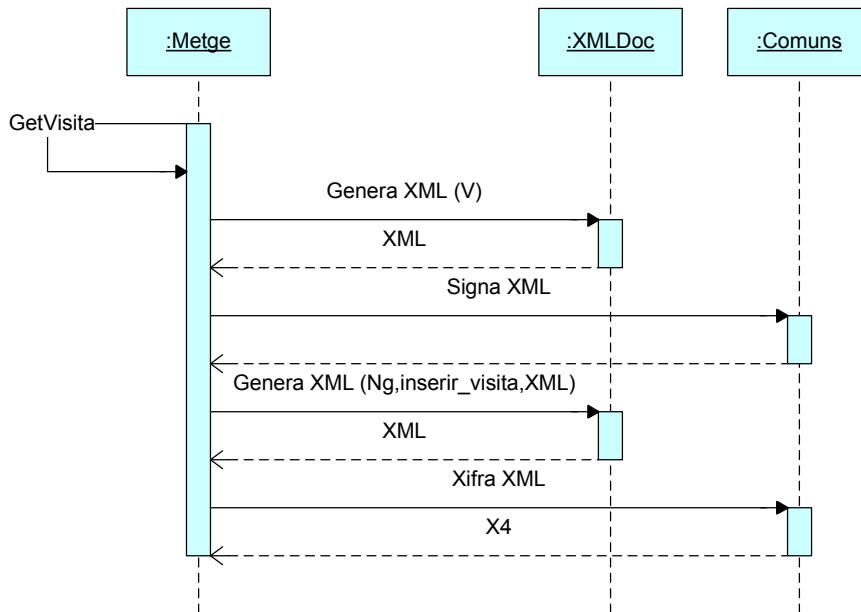 :Metge
:XMLDoc
:Comuns
GetVisita
Genera XML (V)
XML
Signa XML
Genera XML (Ng,inserir_visita,XML)
XML
Xifra XML
X4